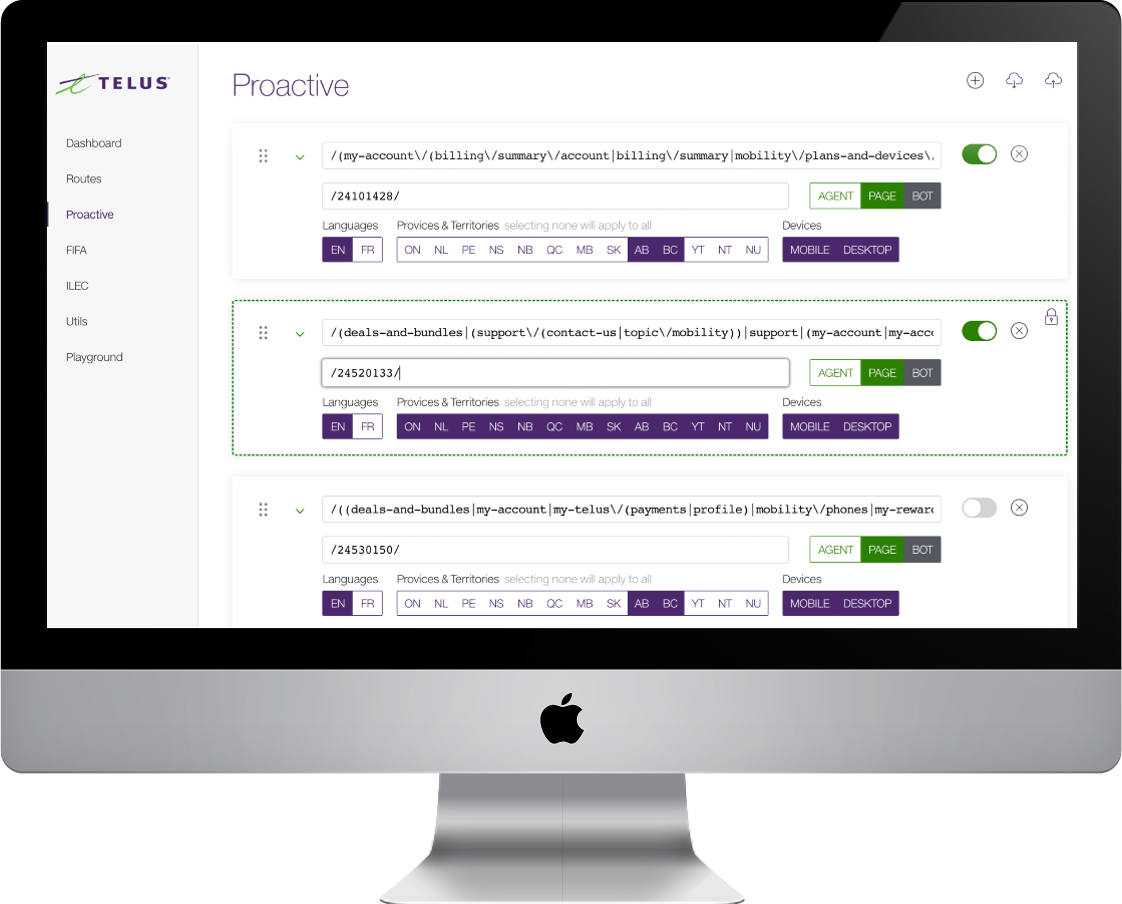 TELUS
Proactive
Dashboard
Routes
Proactive
FIFA
ILEC
Utils
Playground
/(my-account\/(billing\/summary\/account|billing\/summary|mobility\/plans-and-devices\.
/24101428/
AGENT PAGE BOT
Languages Provices & Territories selecting none will apply to all Devices
EN FR ON NL PE NS NB QC MB SK AB BC YT NT NU MOBILE DESKTOP
/(deals-and-bundles|(support\/(contact-us|topic\/mobility))|support|(my-account|my-acco
/24520133/
AGENT PAGE BOT
Languages Provices & Territories selecting none will apply to all Devices
EN FR ON NL PE NS NB QC MB SK AB BC YT NT NU MOBILE DESKTOP
/((deals-and-bundles|my-account|my-telus\/(payments|profile)|mobility\/phones|my-reward
/24530150/
AGENT PAGE BOT
Languages Provices & Territories selecting none will apply to all Devices
EN FR ON NL PE NS NB QC MB SK AB BC YT NT NU MOBILE DESKTOP